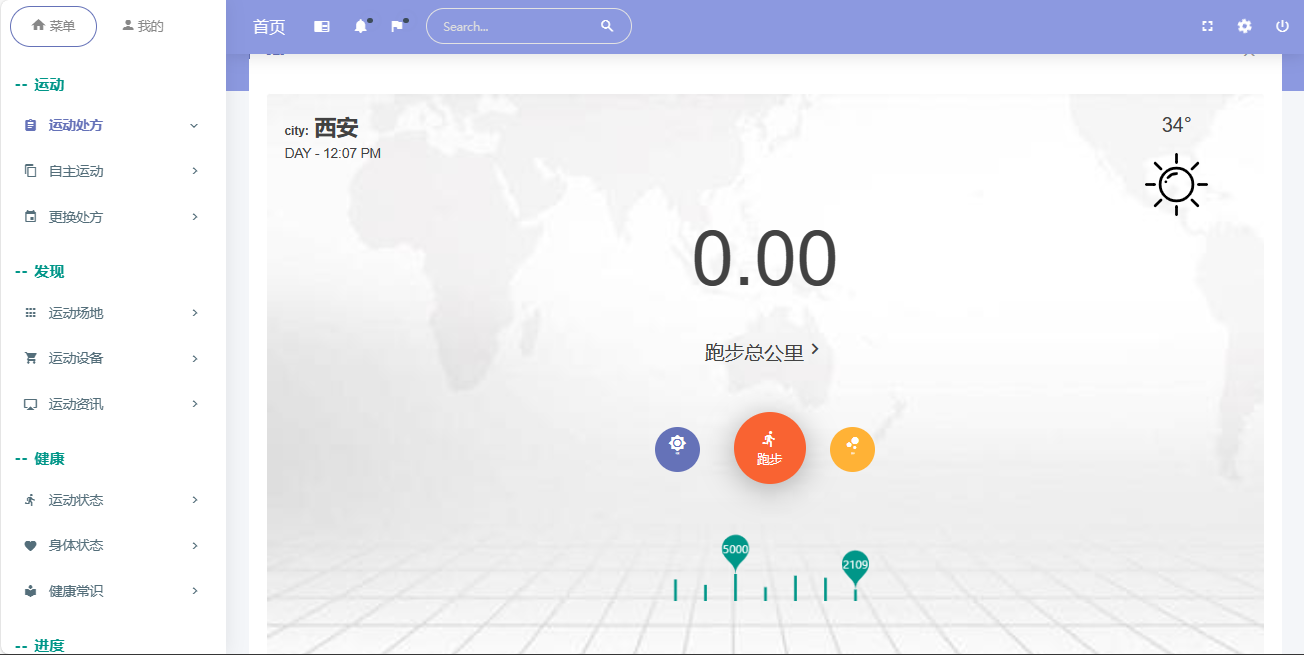 菜单
我的
首页
Search...
-- 运动
运动处方
自主运动
更换处方
-- 发现
运动场地
运动设备
运动资讯
-- 健康
运动状态
身体状态
健康常识
-- 进度
city: 西安
DAY - 12:07 PM
34°
0.00
跑步总公里
跑步
5000
2109